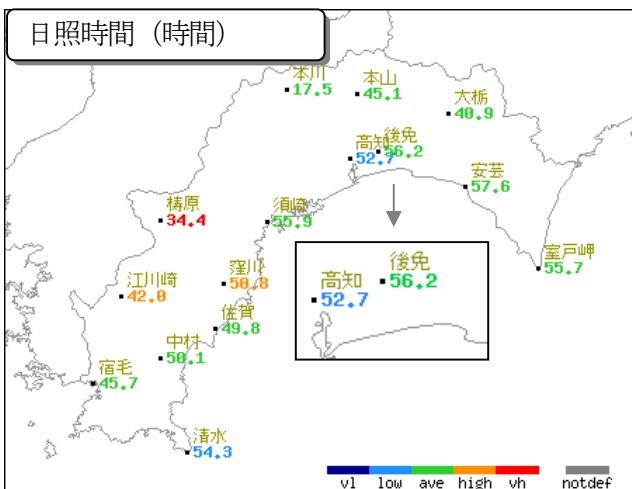 日照時間（時間）
本川
17.5
本山
45.1
大栃
40.9
高知
52.7
後免
56.2
安芸
57.6
梼原
34.4
須崎
55.9
室戸岬
55.7
江川崎
42.0
窪川
50.8
佐賀
49.8
中村
50.1
宿毛
45.7
清水
54.3
後免
56.2
高知
52.7
vl low ave high vh notdef